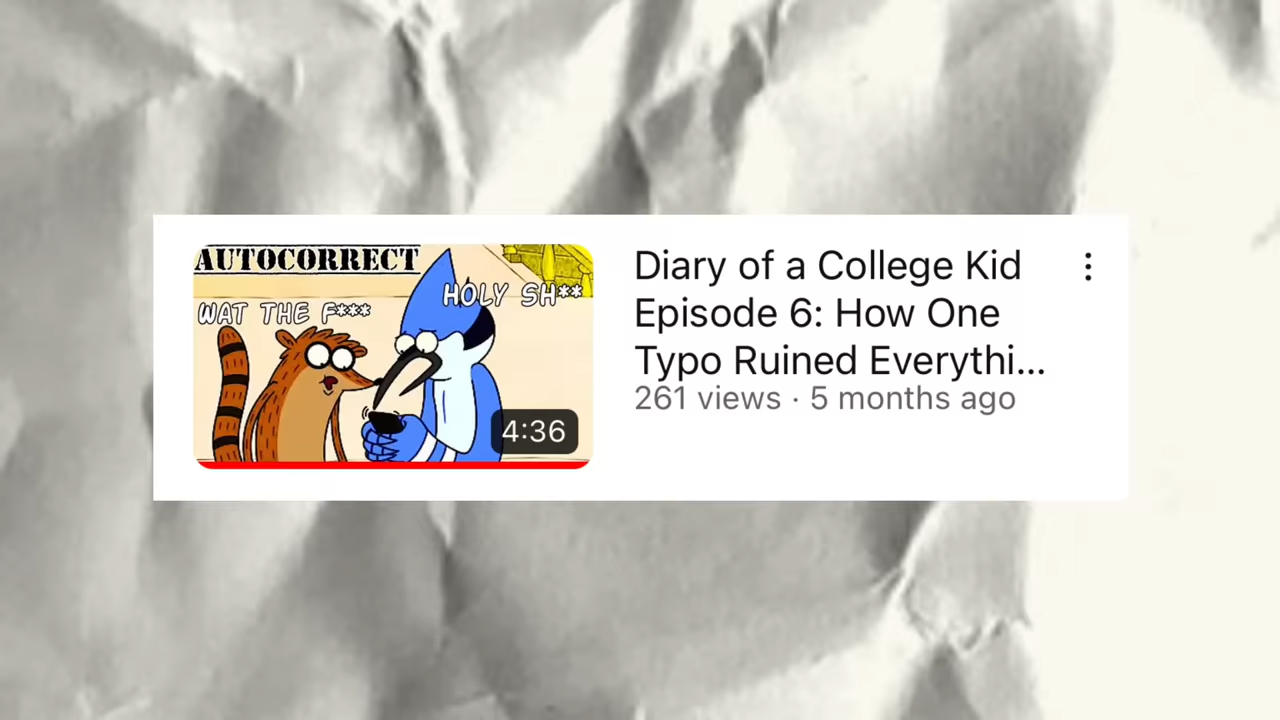 AUTOCORRECT
WAT THE F***
HOLY SH**
4:36
Diary of a College Kid
Episode 6: How One
Typo Ruined Everythi...
261 views · 5 months ago